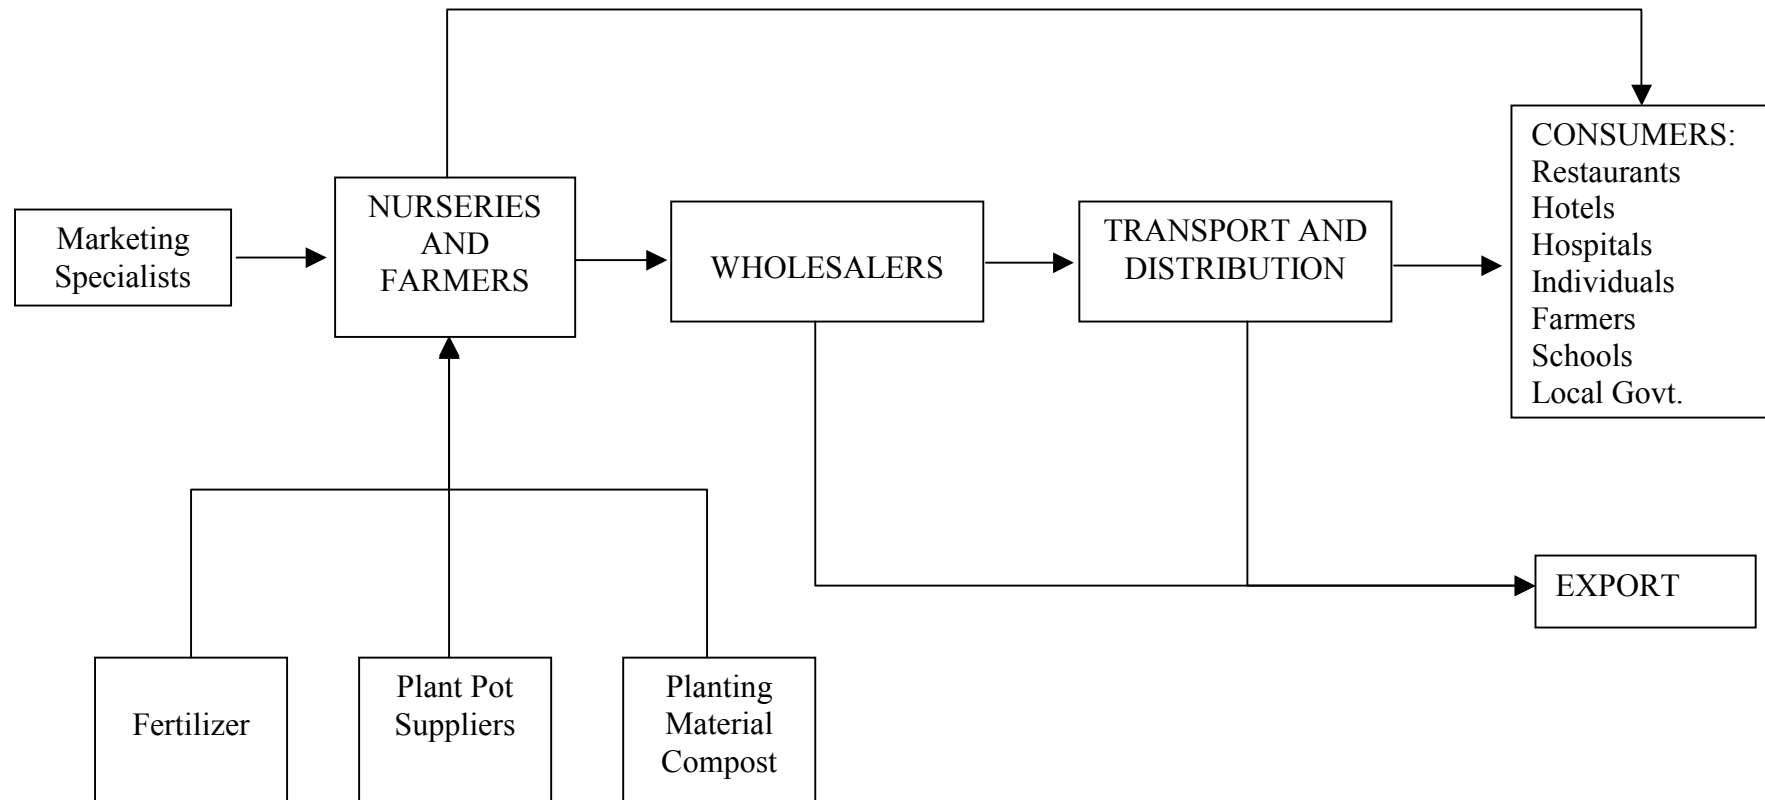 Marketing
Specialists
NURSERIES
AND
FARMERS
WHOLESALERS
TRANSPORT AND
DISTRIBUTION
CONSUMERS:
Restaurants
Hotels
Hospitals
Individuals
Farmers
Schools
Local Govt.
EXPORT
Fertilizer
Plant Pot
Suppliers
Planting
Material
Compost